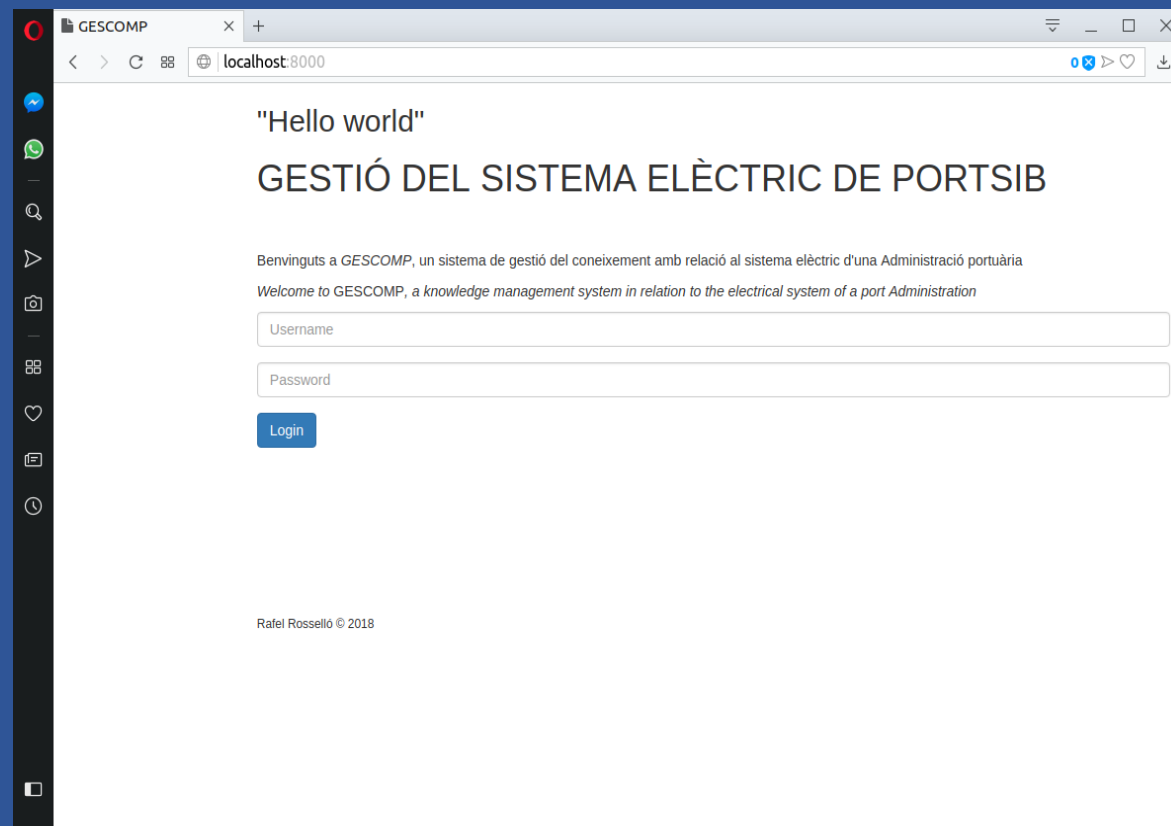 GESCOMP
localhost:8000
0
"Hello world"
GESTIÓ DEL SISTEMA ELÈCTRIC DE PORTSIB
Benvinguts a GESCOMP, un sistema de gestió del coneixement amb relació al sistema elèctric d'una Administració portuària
Welcome to GESCOMP, a knowledge management system in relation to the electrical system of a port Administration
Username
Password
Login
Rafel Rosselló © 2018